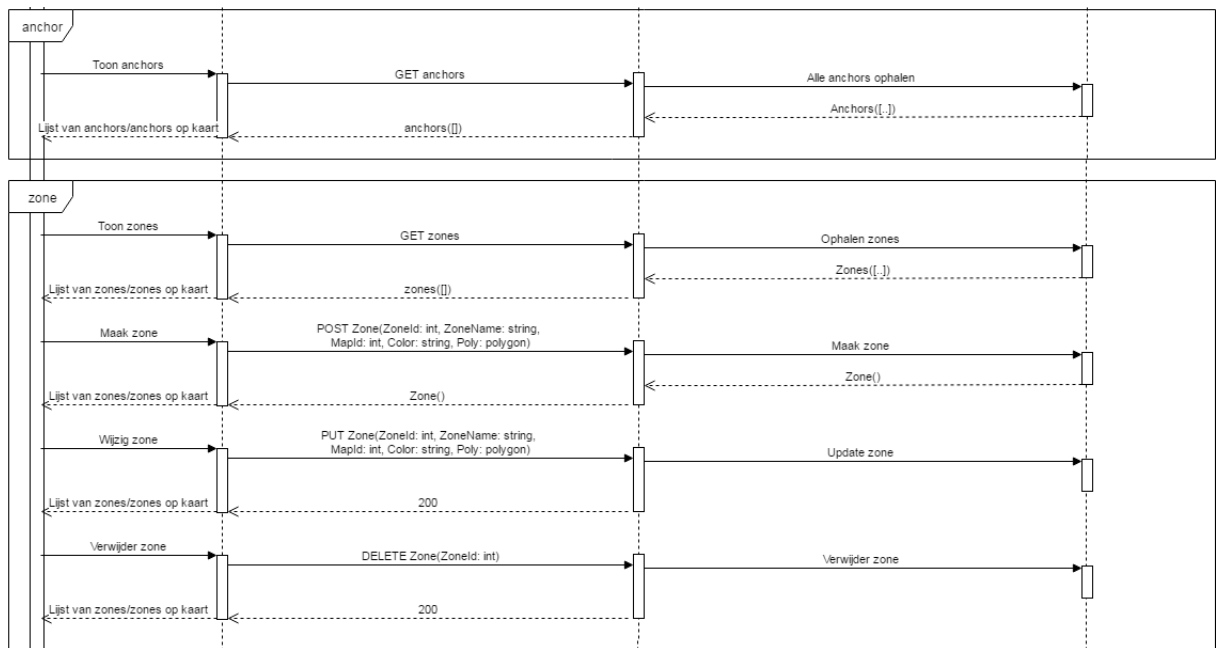 anchor
Toon anchors
GET anchors
Alle anchors ophalen
Anchors([..])
Lijst van anchors/anchors op kaart
anchors([])
zone
Toon zones
GET zones
Ophalen zones
Zones([..])
Lijst van zones/zones op kaart
zones([])
Maak zone
POST Zone(ZoneId: int, ZoneName: string,
MapId: int, Color: string, Poly: polygon)
Maak zone
Zone()
Lijst van zones/zones op kaart
Zone()
Wijzig zone
PUT Zone(ZoneId: int, ZoneName: string,
MapId: int, Color: string, Poly: polygon)
Update zone
Lijst van zones/zones op kaart
200
Verwijder zone
DELETE Zone(ZoneId: int)
Verwijder zone
Lijst van zones/zones op kaart
200